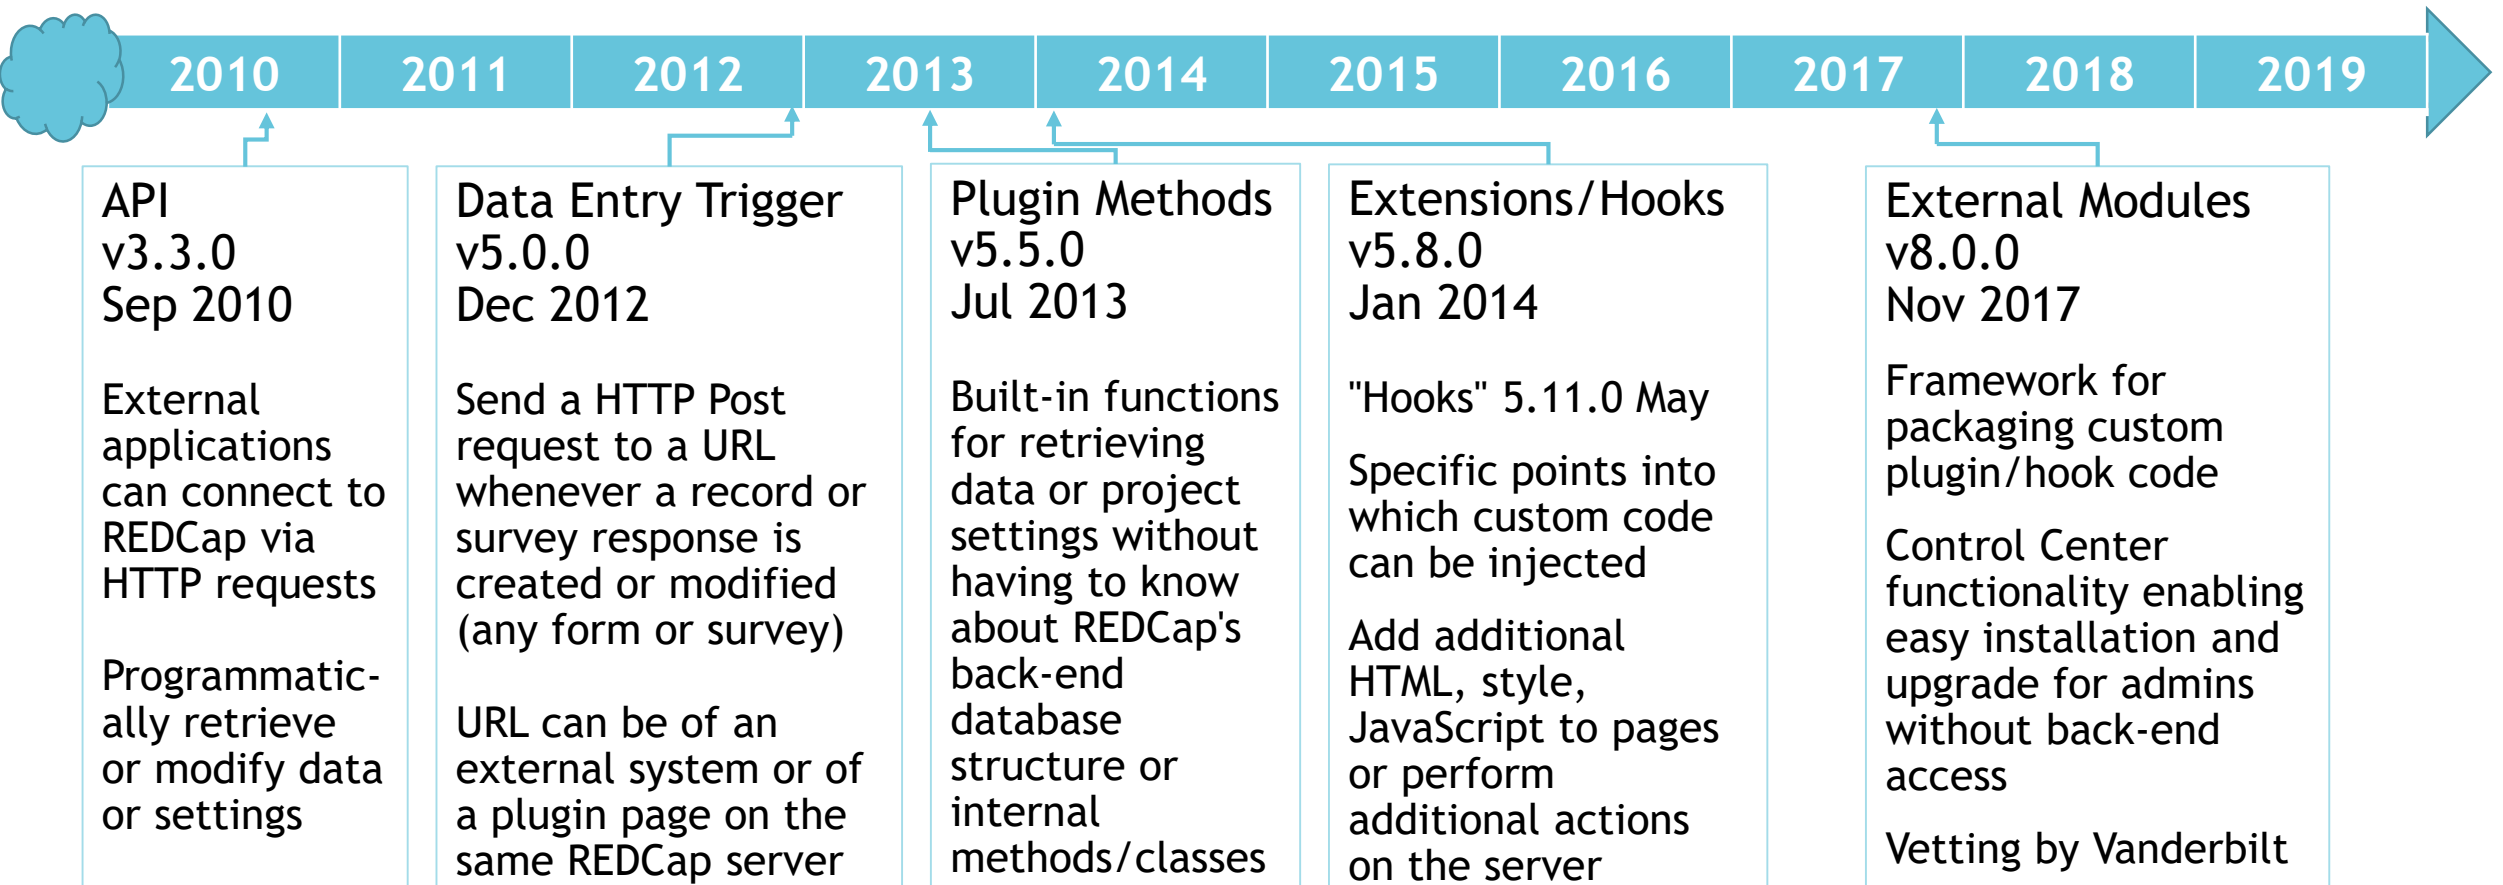 2010 2011 2012 2013 2014 2015 2016 2017 2018 2019
API
v3.3.0
Sep 2010
External
applications
can connect to
REDCap via
HTTP requests
Programmatic-
ally retrieve
or modify data
or settings
Data Entry Trigger
v5.0.0
Dec 2012
Send a HTTP Post
request to a URL
whenever a record or
survey response is
created or modified
(any form or survey)
URL can be of an
external system or of
a plugin page on the
same REDCap server
Plugin Methods
v5.5.0
Jul 2013
Built-in functions
for retrieving
data or project
settings without
having to know
about REDCap's
back-end
database
structure or
internal
methods/classes
Extensions/Hooks
v5.8.0
Jan 2014
"Hooks" 5.11.0 May
Specific points into
which custom code
can be injected
Add additional
HTML, style,
JavaScript to pages
or perform
additional actions
on the server
External Modules
v8.0.0
Nov 2017
Framework for
packaging custom
plugin/hook code
Control Center
functionality enabling
easy installation and
upgrade for admins
without back-end
access
Vetting by Vanderbilt